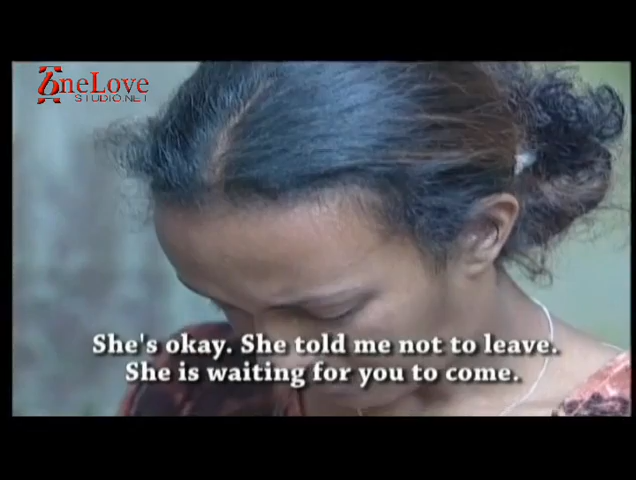 OneLove
STUDIO.NET
She's okay. She told me not to leave.
She is waiting for you to come.